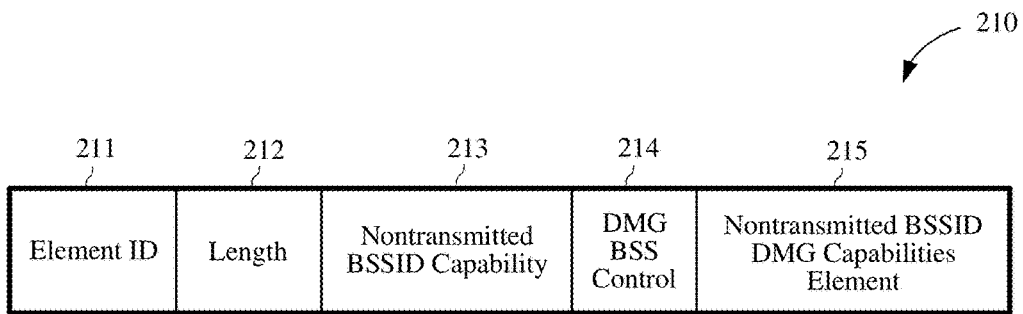 210
211
212
213
214
215
Element ID
Length
Nontransmitted
BSSID Capability
DMG
BSS
Control
Nontransmitted BSSID
DMG Capabilities
Element